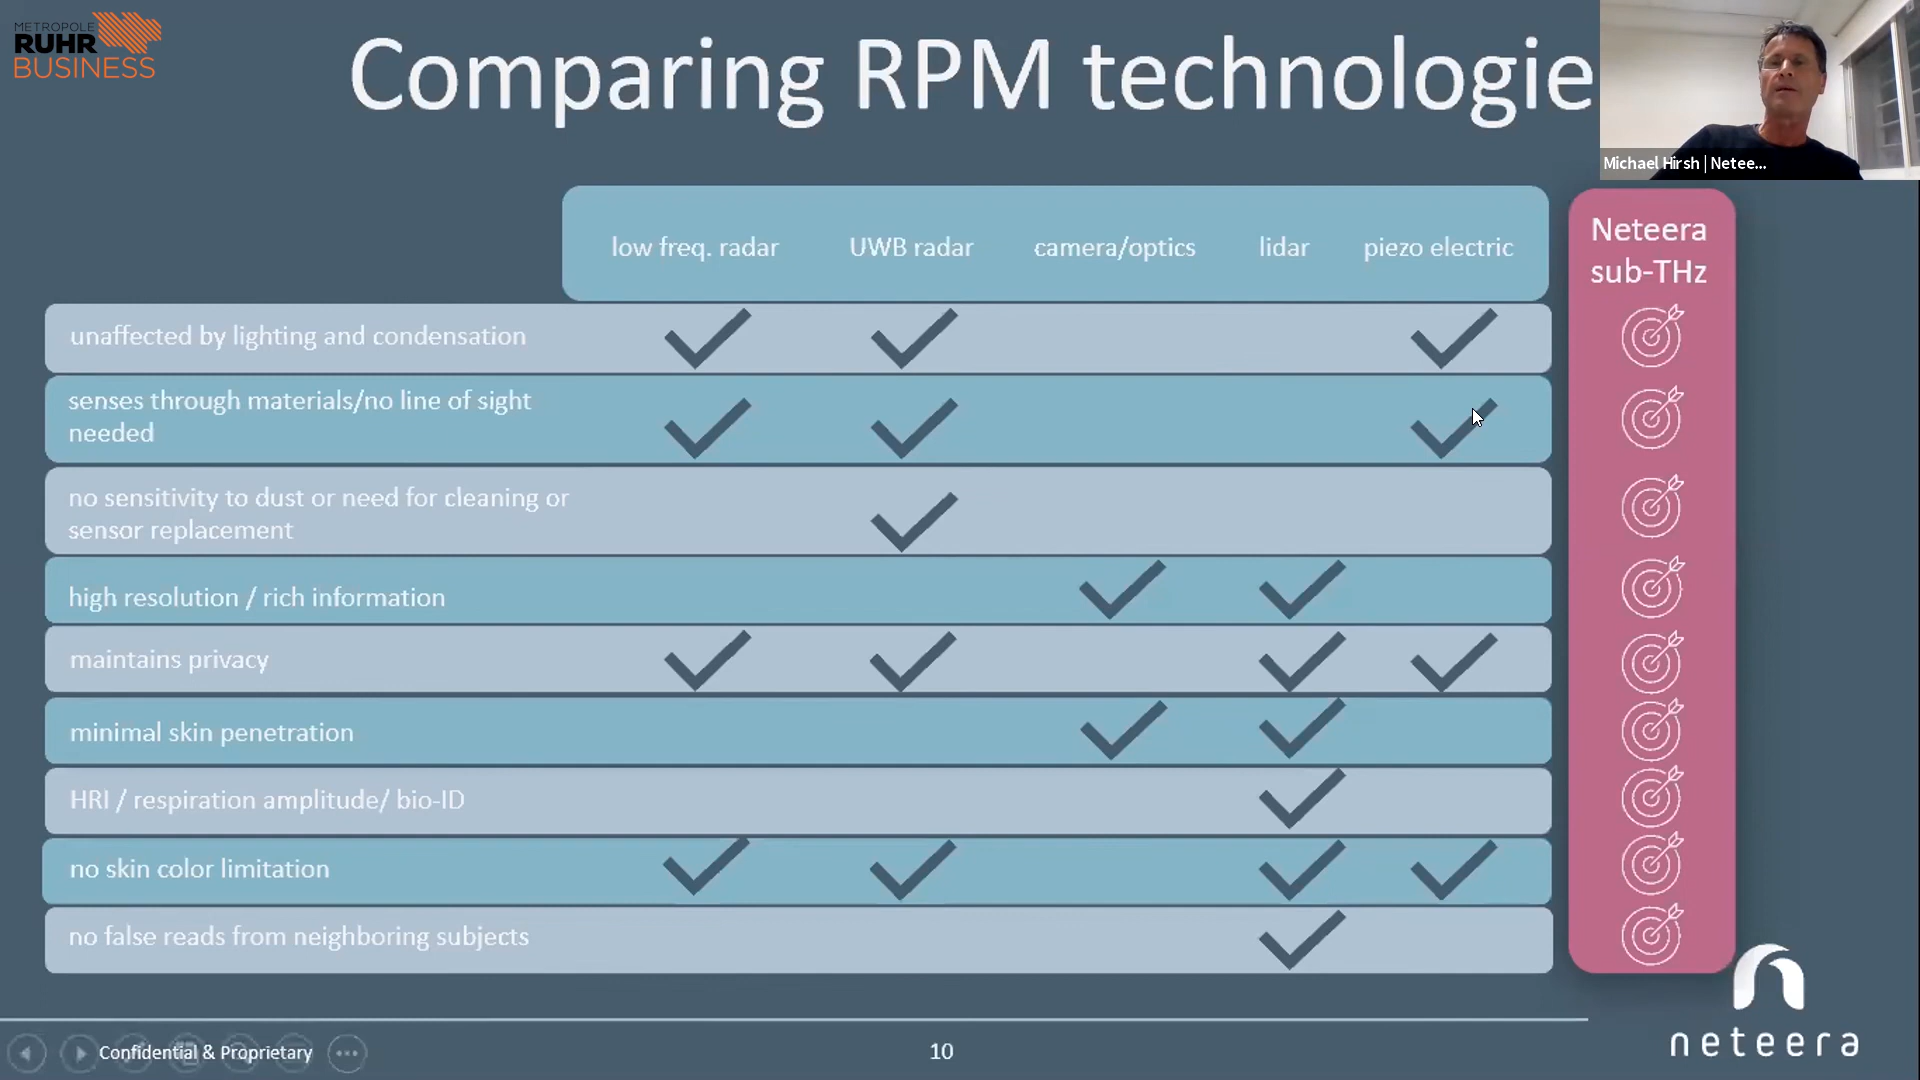 METROPOLE
RUHR
BUSINESS
Comparing RPM technologie
Michael Hirsh | Netee...
low freq. radar
UWB radar
camera/optics
lidar
piezo electric
Neteera
sub-THz
unaffected by lighting and condensation
senses through materials/no line of sight
needed
no sensitivity to dust or need for cleaning or
sensor replacement
high resolution / rich information
maintains privacy
minimal skin penetration
HRI / respiration amplitude/ bio-ID
no skin color limitation
no false reads from neighboring subjects
Confidential & Proprietary
10
neteera